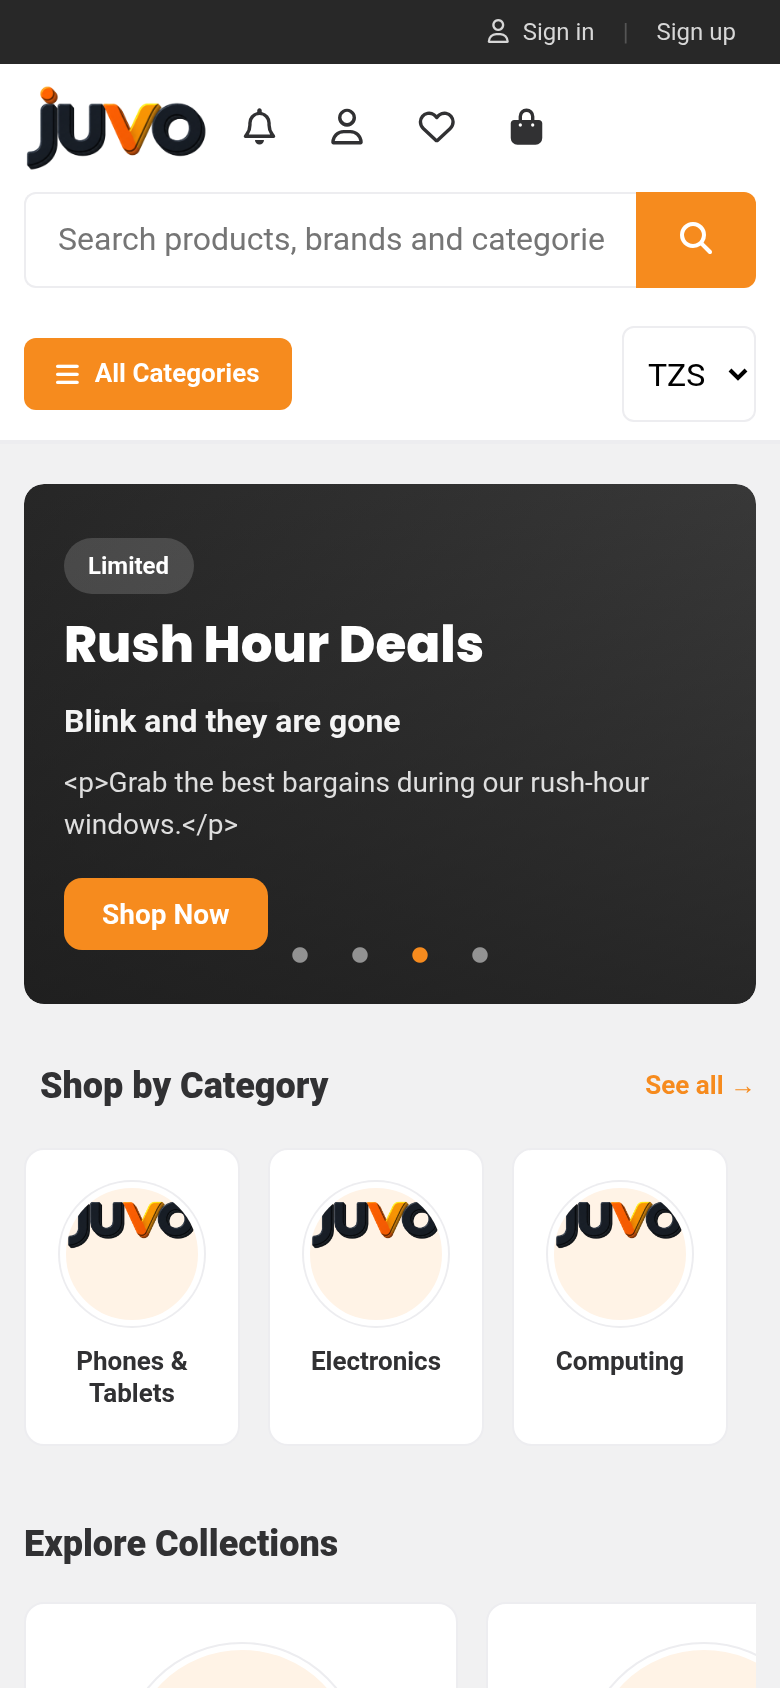 Sign in | Sign up
juvo
Search products, brands and categorie
All Categories
TZS
Limited
Rush Hour Deals
Blink and they are gone
<p>Grab the best bargains during our rush-hour
windows.</p>
Shop Now
Shop by Category
See all →
juvo
juvo
juvo
Phones &
Tablets
Electronics
Computing
Explore Collections